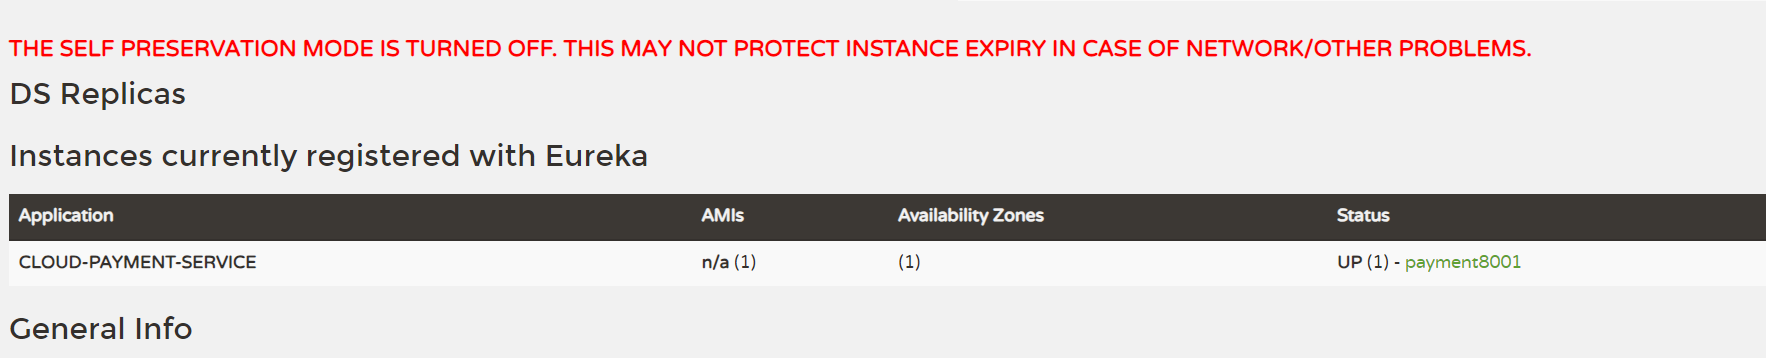 THE SELF PRESERVATION MODE IS TURNED OFF. THIS MAY NOT PROTECT INSTANCE EXPIRY IN CASE OF NETWORK/OTHER PROBLEMS.
DS Replicas
Instances currently registered with Eureka
Application AMIs Availability Zones Status
CLOUD-PAYMENT-SERVICE n/a (1) (1) UP (1) - payment8001
General Info